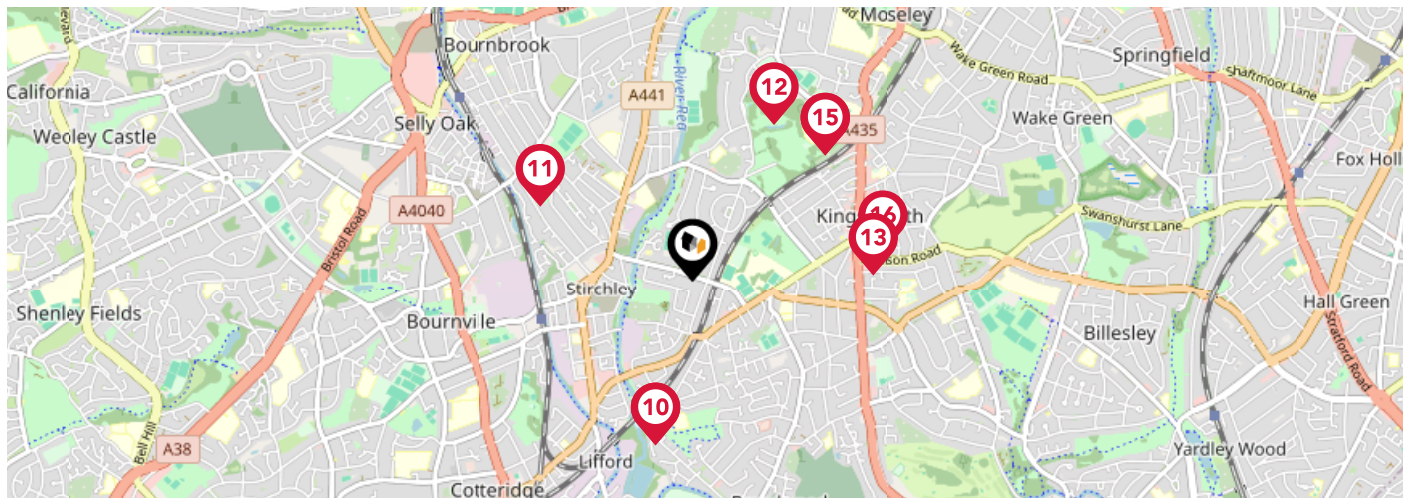 Moseley
Bournbrook
Springfield
Wake Green Road
Shaftmoor Lane
California
A441
River Rea
12
15
A435
Wake Green
Selly Oak
Weoley Castle
Fox Holl
11
A4040
Bristol Road
16
13
Swanshurst Lane
Stirchley
Shenley Fields
Bournville
Hall Green
Billesley
Stratford Road
10
Bell Hill
A38
Lifford
Yardley Wood
Cotteridge